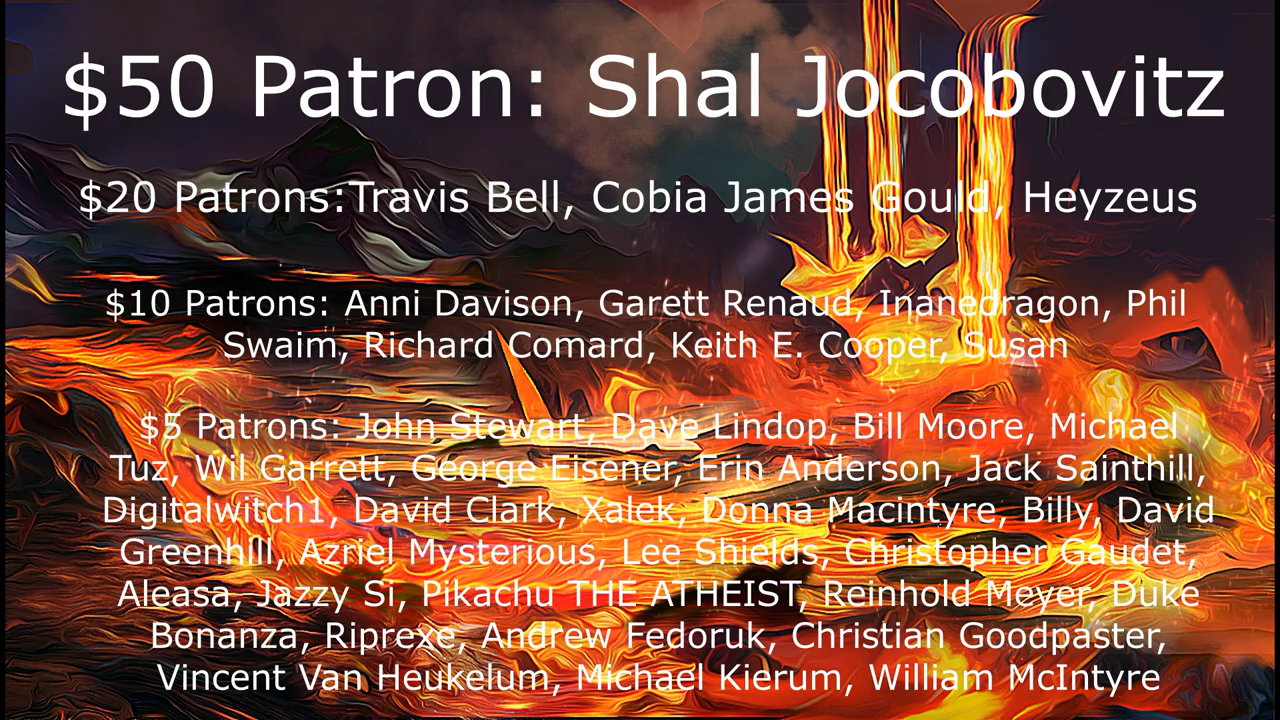 $50 Patron: Shal Jocobovitz
$20 Patrons:Travis Bell, Cobia James Gould, Heyzeus
$10 Patrons: Anni Davison, Garett Renaud, Inanedragon, Phil
Swaim, Richard Comard, Keith E. Cooper, Susan
$5 Patrons: John Stewart, Dave Lindop, Bill Moore, Michael
Tuz, Wil Garrett, George Eisener, Erin Anderson, Jack Sainthill,
Digitalwitch1, David Clark, Xalek, Donna Macintyre, Billy, David
Greenhill, Azriel Mysterious, Lee Shields, Christopher Gaudet,
Aleasa, Jazzy Si, Pikachu THE ATHEIST, Reinhold Meyer, Duke
Bonanza, Riprexe, Andrew Fedoruk, Christian Goodpaster,
Vincent Van Heukelum, Michael Kierum, William McIntyre